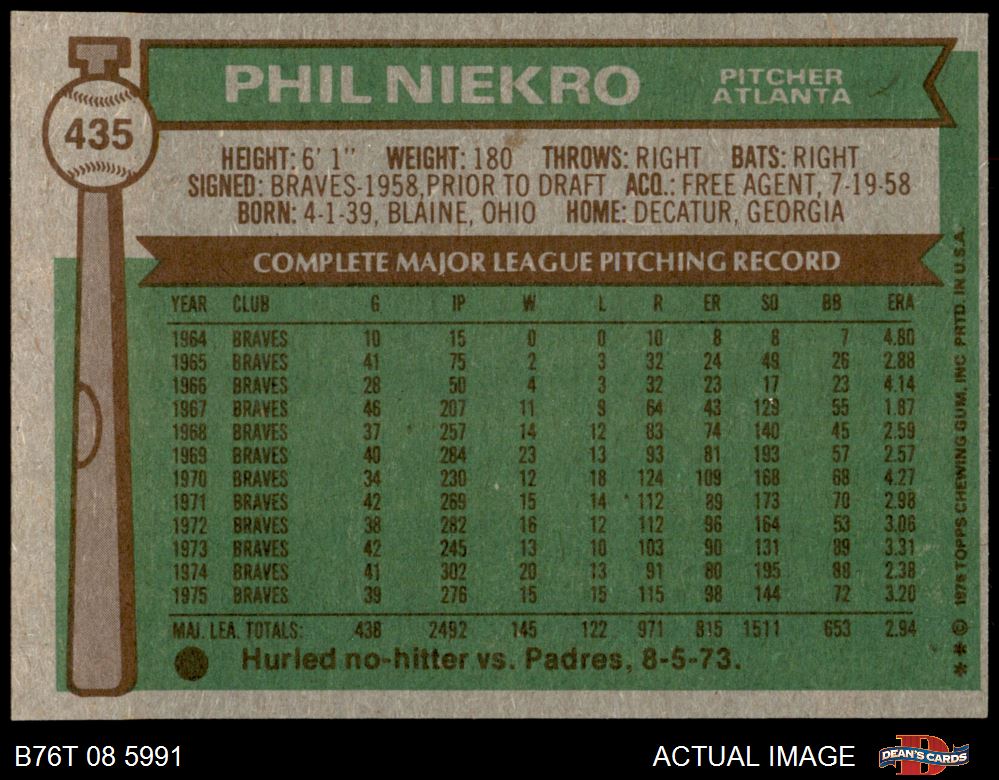 PHIL NIEKRO
PITCHER
ATLANTA
435
HEIGHT: 6' 1" WEIGHT: 180 THROWS: RIGHT BATS: RIGHT
SIGNED: BRAVES-1958, PRIOR TO DRAFT ACQ.: FREE AGENT, 7-19-58
BORN: 4-1-39, BLAINE, OHIO HOME: DECATUR, GEORGIA
COMPLETE MAJOR LEAGUE PITCHING RECORD
YEAR CLUB G IP W L R ER SO BB ERA
1964 BRAVES 10 15 0 0 10 8 8 7 4.80
1965 BRAVES 41 75 2 3 32 24 49 26 2.88
1966 BRAVES 28 50 4 3 32 23 17 23 4.14
1967 BRAVES 46 207 11 9 64 43 129 55 1.87
1968 BRAVES 37 257 14 12 83 74 140 45 2.59
1969 BRAVES 40 284 23 13 93 81 193 57 2.57
1970 BRAVES 34 230 12 18 124 109 168 68 4.27
1971 BRAVES 42 269 15 14 112 89 173 70 2.98
1972 BRAVES 38 282 16 12 112 96 164 53 3.06
1973 BRAVES 42 245 13 10 103 90 131 89 3.31
1974 BRAVES 41 302 20 13 91 80 195 88 2.38
1975 BRAVES 39 276 15 15 115 98 144 72 3.20
MAJ. LEA. TOTALS: 438 2492 145 122 971 815 1511 653 2.94
Hurled no-hitter vs. Padres, 8-5-73.
** © 1976 TOPPS CHEWING GUM, INC PRTD. IN U.S.A.
B76T 08 5991
ACTUAL IMAGE
DEAN'S CARDS